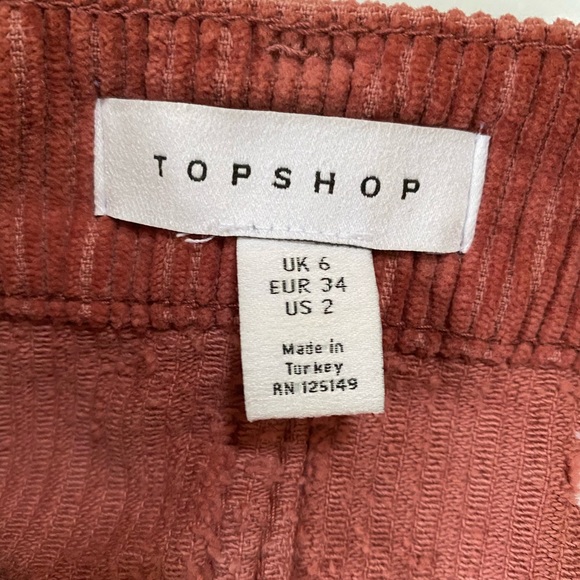 TOPSHOP
UK 6
EUR 34
US 2
Made in
Turkey
RN 125149